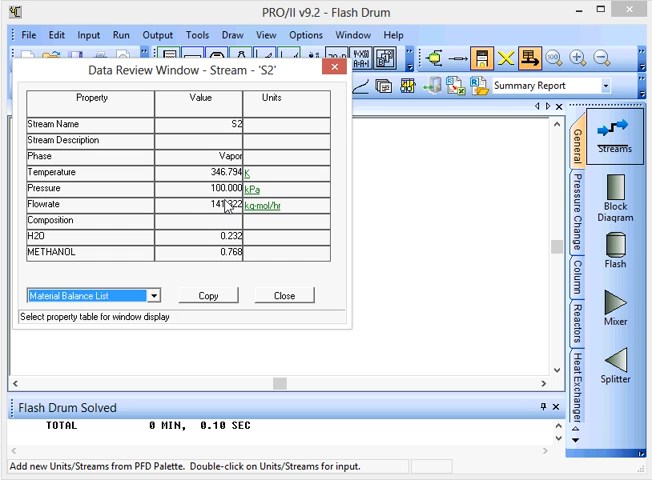 PRO/II v9.2 - Flash Drum
File Edit Input Run Output Tools Draw View Options Window Help
Data Review Window - Stream - 'S2'
Summary Report
Property Value Units
Stream Name S2
Stream Description
Phase Vapor
Temperature 346.794 K
Pressure 100.000 kPa
Flowrate kg-mol/hr
Composition
H2O 0.232
METHANOL 0.768
Material Balance List Copy Close
Select property table for window display
General
Pressure Change
Column
Reactors
Heat Exchanger
Streams
Block
Diagram
Flash
Mixer
Splitter
Flash Drum Solved
TOTAL 0 MIN, 0.10 SEC
Add new Units/Streams from PFD Palette. Double-click on Units/Streams for input.